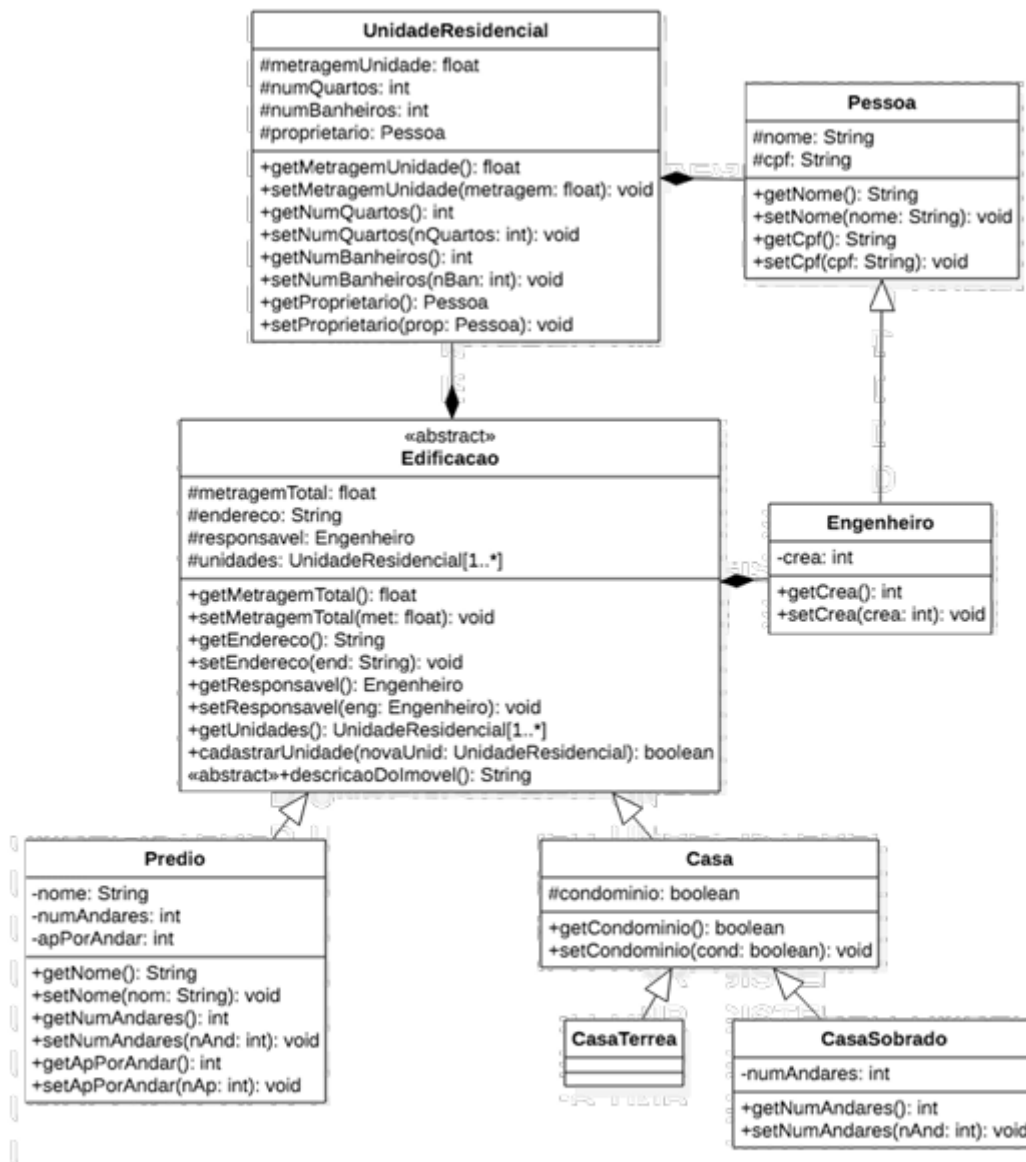 UnidadeResidencial
#metragemUnidade: float
#numQuartos: int
#numBanheiros: int
#proprietario: Pessoa
+getMetragemUnidade(): float
+setMetragemUnidade(metragem: float): void
+getNumQuartos(): int
+setNumQuartos(nQuartos: int): void
+getNumBanheiros(): int
+setNumBanheiros(nBan: int): void
+getProprietario(): Pessoa
+setProprietario(prop: Pessoa): void
Pessoa
#nome: String
#cpf: String
+getNome(): String
+setNome(nome: String): void
+getCpf(): String
+setCpf(cpf: String): void
«abstract»
Edificacao
#metragemTotal: float
#endereco: String
#responsavel: Engenheiro
#unidades: UnidadeResidencial[1..*]
+getMetragemTotal(): float
+setMetragemTotal(met: float): void
+getEndereco(): String
+setEndereco(end: String): void
+getResponsavel(): Engenheiro
+setResponsavel(eng: Engenheiro): void
+getUnidades(): UnidadeResidencial[1..*]
+cadastrarUnidade(novaUnid: UnidadeResidencial): boolean
«abstract»+descricaoDoImovel(): String
Engenheiro
-crea: int
+getCrea(): int
+setCrea(crea: int): void
Predio
-nome: String
-numAndares: int
-apPorAndar: int
+getNome(): String
+setNome(nom: String): void
+getNumAndares(): int
+setNumAndares(nAnd: int): void
+getApPorAndar(): int
+setApPorAndar(nAp: int): void
Casa
#condominio: boolean
+getCondominio(): boolean
+setCondominio(cond: boolean): void
CasaTerrea
CasaSobrado
-numAndares: int
+getNumAndares(): int
+setNumAndares(nAnd: int): void